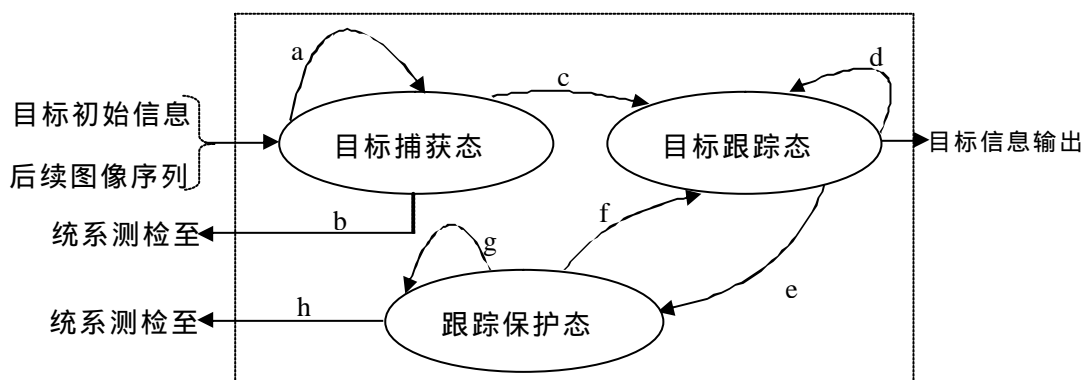 a
c
d
目标初始信息
后续图像序列
目标捕获态
目标跟踪态
目标信息输出
b
统系测检至
f
g
e
h
统系测检至
跟踪保护态